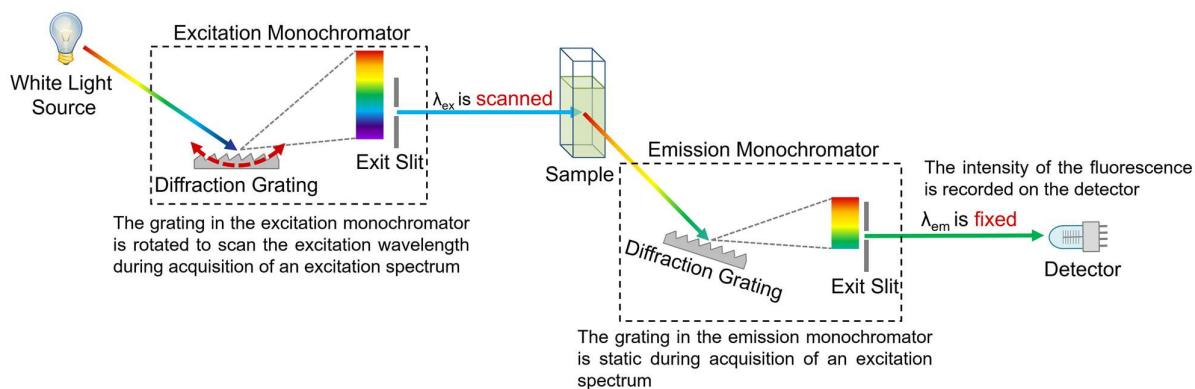 Excitation Monochromator
White Light
Source
λex is scanned
Exit Slit
Diffraction Grating
The grating in the excitation monochromator
is rotated to scan the excitation wavelength
during acquisition of an excitation spectrum
Sample
Emission Monochromator
The intensity of the fluorescence
is recorded on the detector
λem is fixed
Diffraction Grating
Exit Slit
Detector
The grating in the emission monochromator
is static during acquisition of an excitation
spectrum